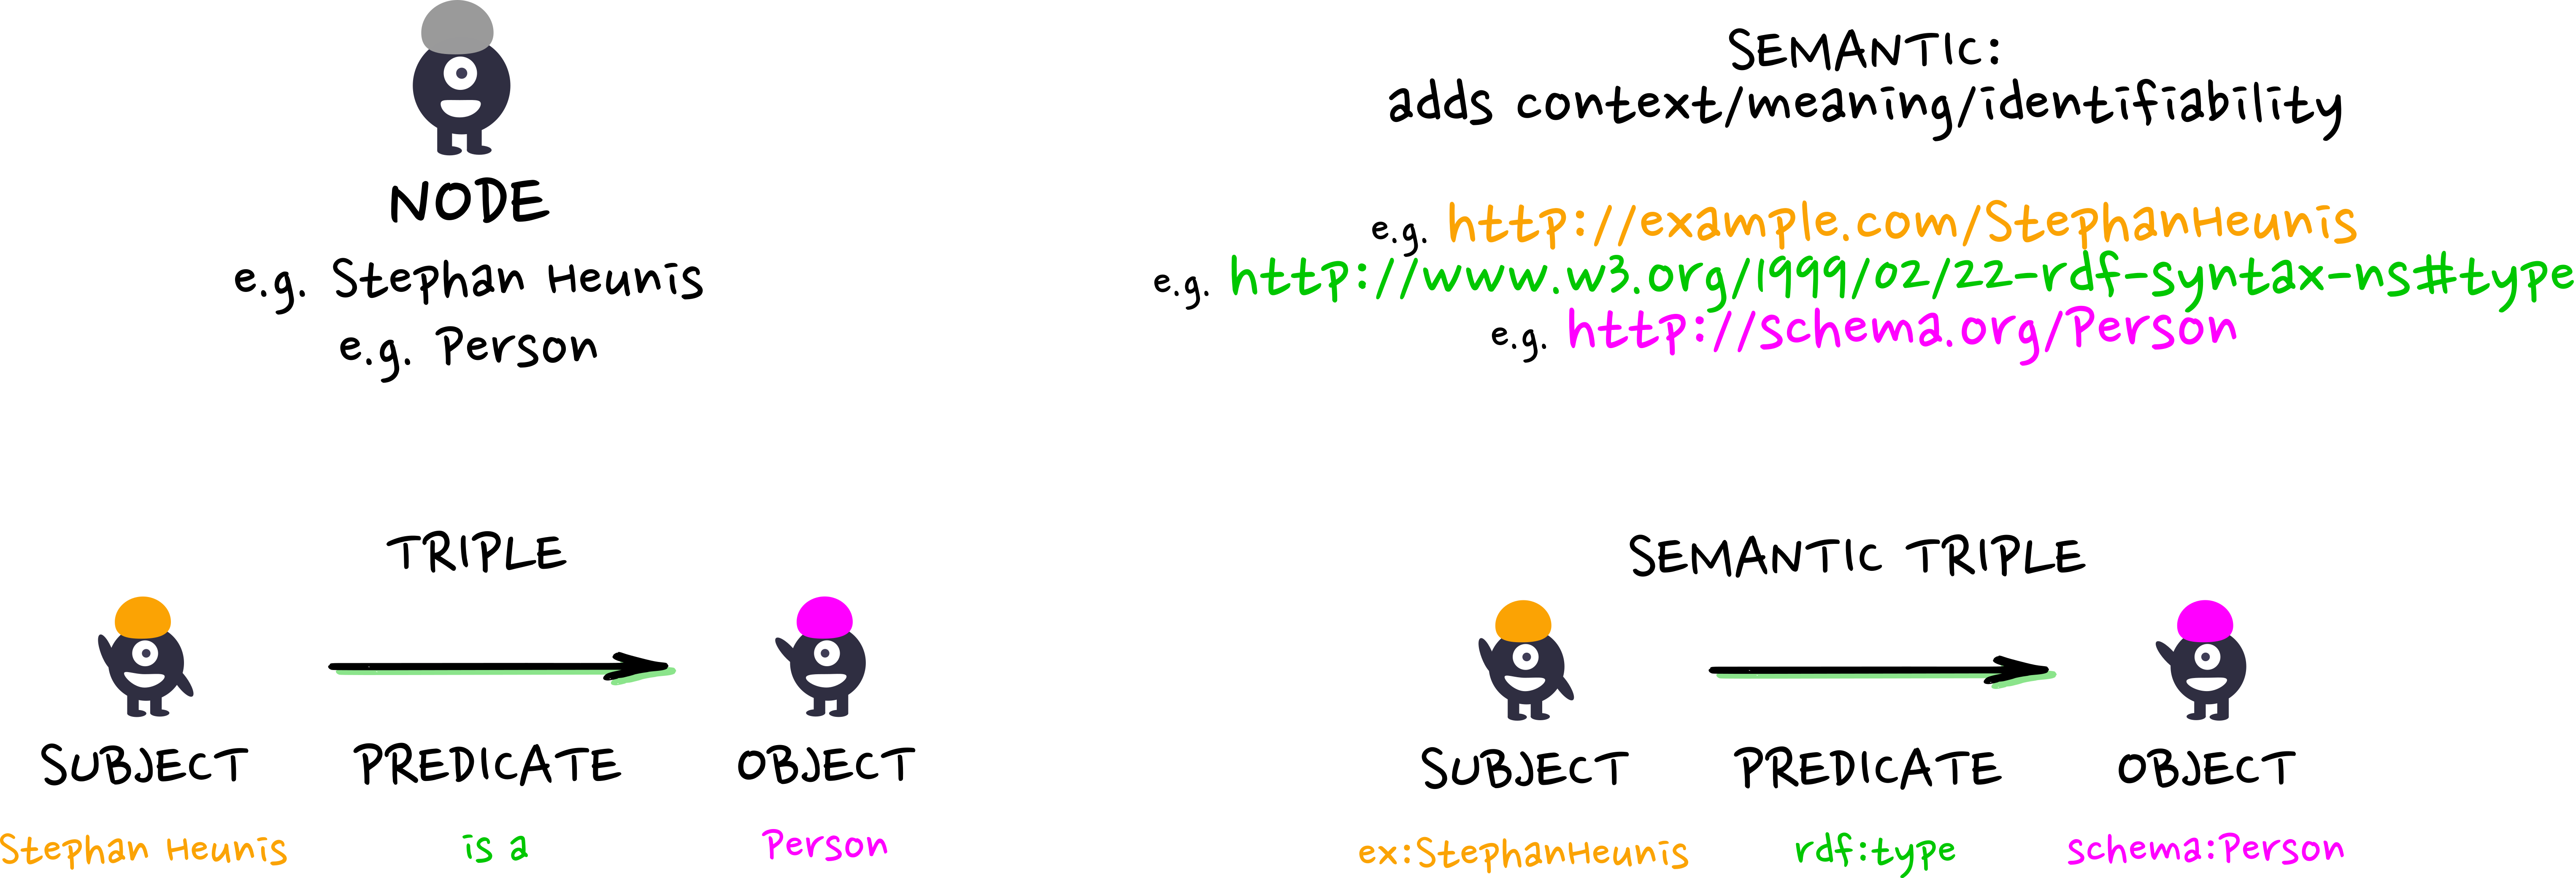 NODE
e.g. Stephan Heunis
e.g. Person
SEMANTIC:
adds context/meaning/identifiability
e.g. http://example.com/StephanHeunis
e.g. http://www.w3.org/1999/02/22-rdf-syntax-ns#type
e.g. http://schema.org/Person
TRIPLE
SUBJECT PREDICATE OBJECT
Stephan Heunis is a Person
SEMANTIC TRIPLE
SUBJECT PREDICATE OBJECT
ex:StephanHeunis rdf:type schema:Person